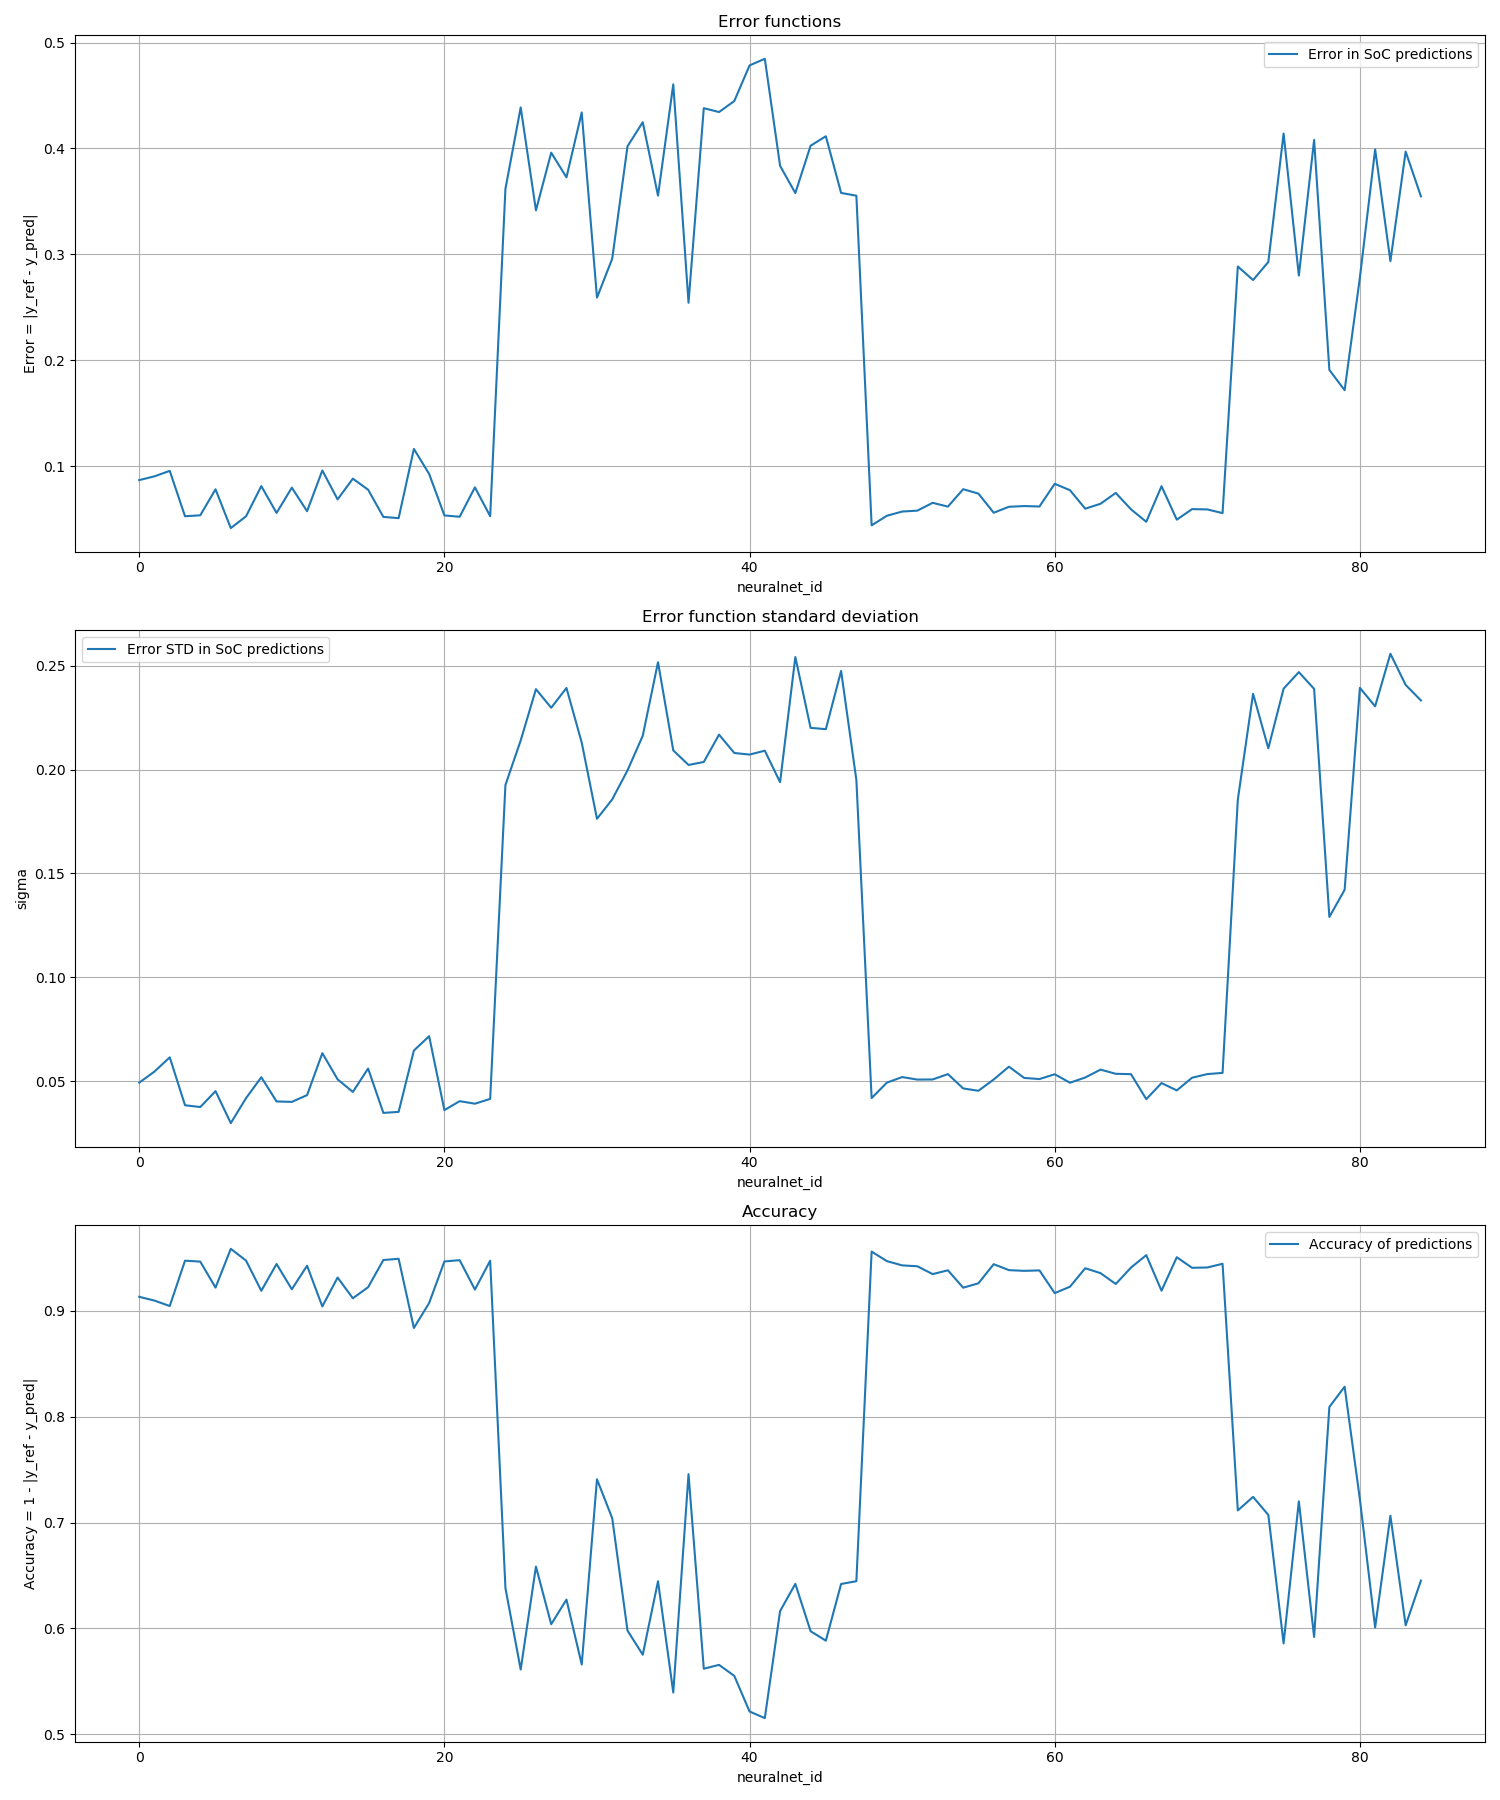 Error functions
Error in SoC predictions
0.5
0.4
0.3
0.2
0.1
Error = |y_ref - y_pred|
0 20 40 60 80
neuralnet_id
Error function standard deviation
Error STD in SoC predictions
0.25
0.20
0.15
0.10
0.05
sigma
0 20 40 60 80
neuralnet_id
Accuracy
Accuracy of predictions
0.9
0.8
0.7
0.6
0.5
Accuracy = 1 - |y_ref - y_pred|
0 20 40 60 80
neuralnet_id